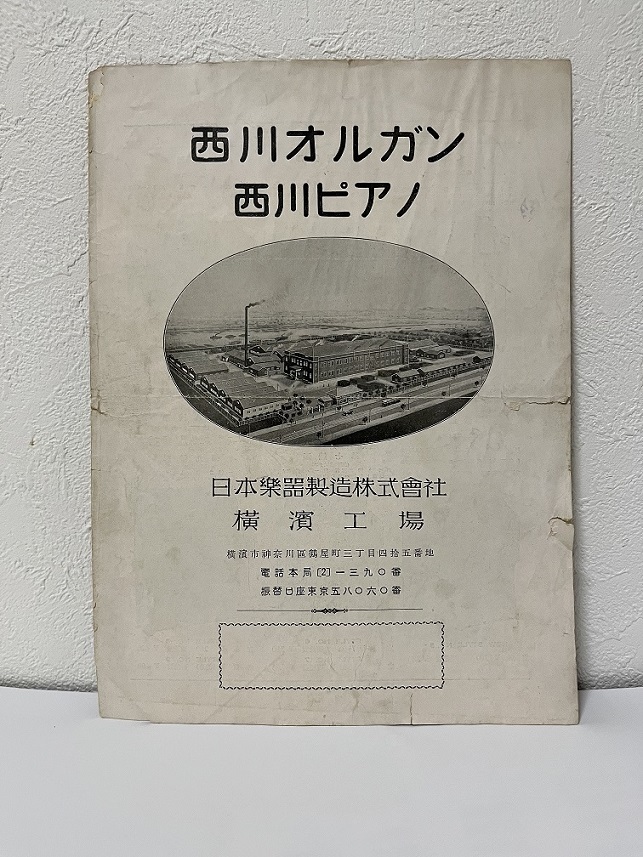 西川オルガン
西川ピアノ
日本樂器製造株式會社
橫濱工場
橫濱市神奈川區鶴屋町三丁目四拾五番地
電話本局〔2〕一三九〇番
振替口座東京五八〇六〇番